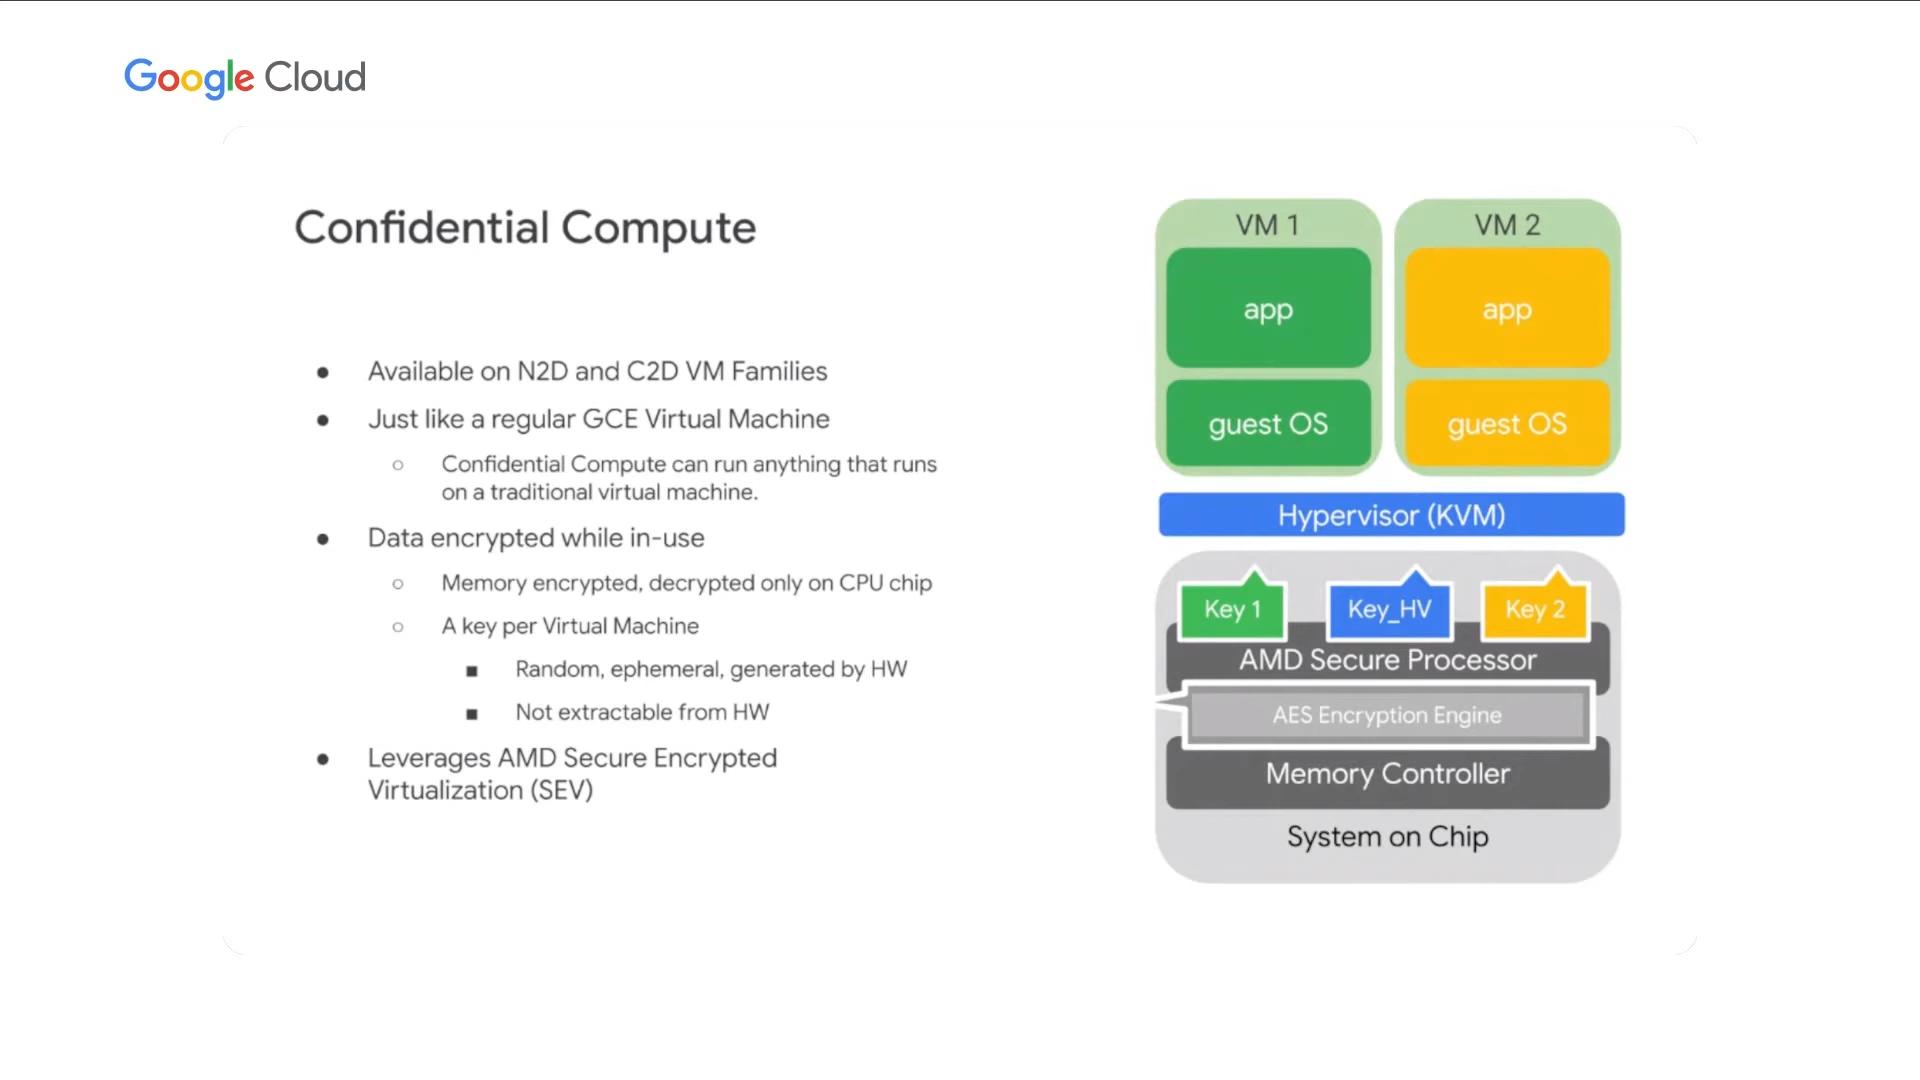 Google Cloud
Confidential Compute
● Available on N2D and C2D VM Families
● Just like a regular GCE Virtual Machine
○ Confidential Compute can run anything that runs
on a traditional virtual machine.
● Data encrypted while in-use
○ Memory encrypted, decrypted only on CPU chip
○ A key per Virtual Machine
■ Random, ephemeral, generated by HW
■ Not extractable from HW
● Leverages AMD Secure Encrypted
Virtualization (SEV)
VM 1
app
guest OS
VM 2
app
guest OS
Hypervisor (KVM)
Key 1
Key_HV
Key 2
AMD Secure Processor
AES Encryption Engine
Memory Controller
System on Chip